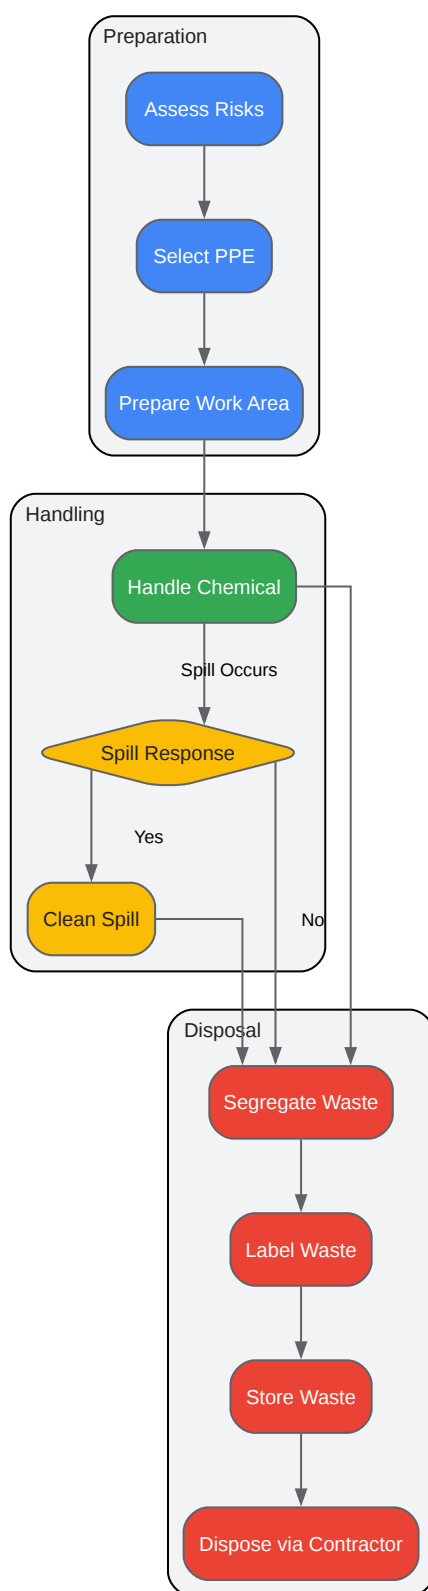 Preparation
Assess Risks
Select PPE
Prepare Work Area
Handling
Handle Chemical
Spill Occurs
Spill Response
Yes
Clean Spill
No
Disposal
Segregate Waste
Label Waste
Store Waste
Dispose via Contractor